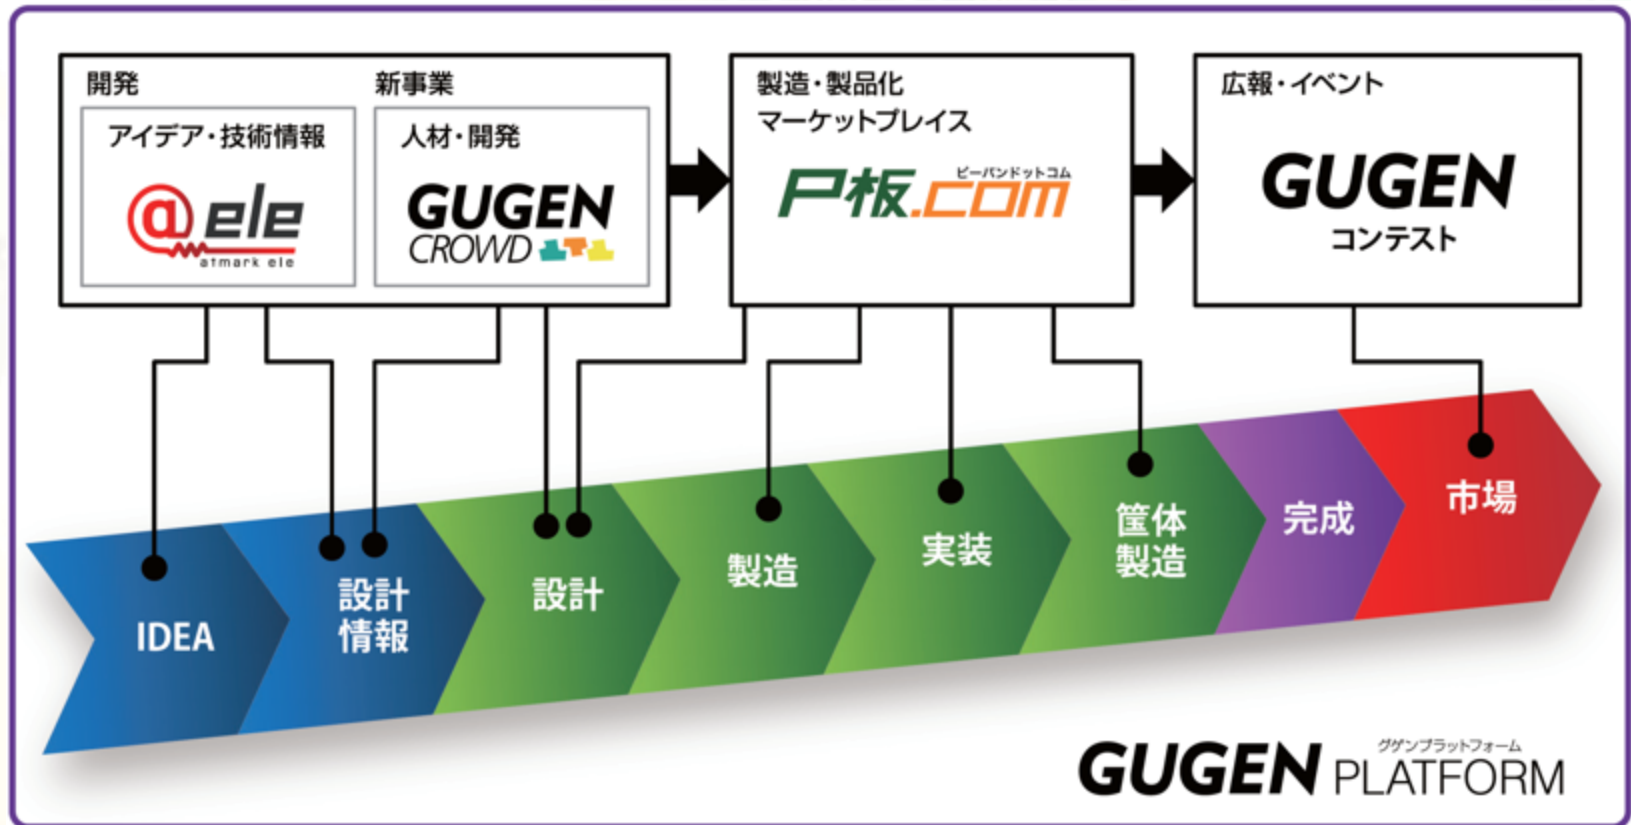 開発
アイデア・技術情報
@ele
atmark ele
新事業
人材・開発
GUGEN
CROWD
製造・製品化
マーケットプレイス
ピーバンドットコム
P板.com
広報・イベント
GUGEN
コンテスト
IDEA
設計
情報
設計
製造
実装
筐体
製造
完成
市場
グゲンプラットフォーム
GUGEN PLATFORM